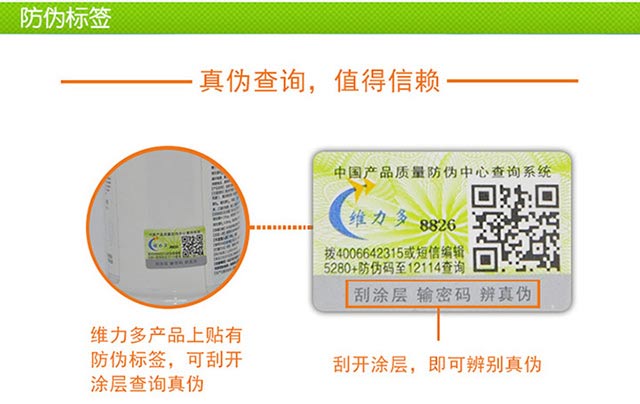 防伪标签
真伪查询，值得信赖
中国产品质量防伪中心查询系统
维力多 8826
拨4006642315或短信编辑
5280+防伪码至12114查询
刮涂层 输密码 辨真伪
维力多产品上贴有
防伪标签，可刮开
涂层查询真伪
刮开涂层，即可辨别真伪